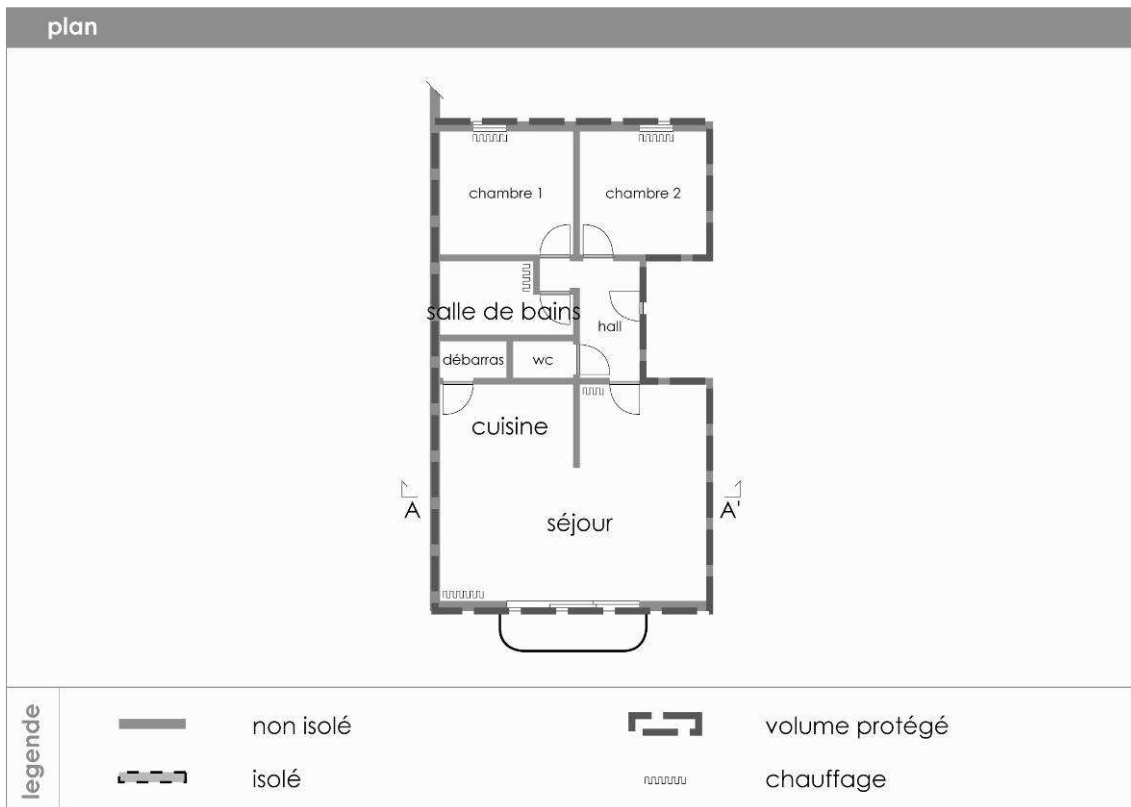 plan
chambre 1
chambre 2
salle de bains
hall
débarras
wc
cuisine
A
A'
séjour
legende
non isolé
volume protégé
isolé
chauffage